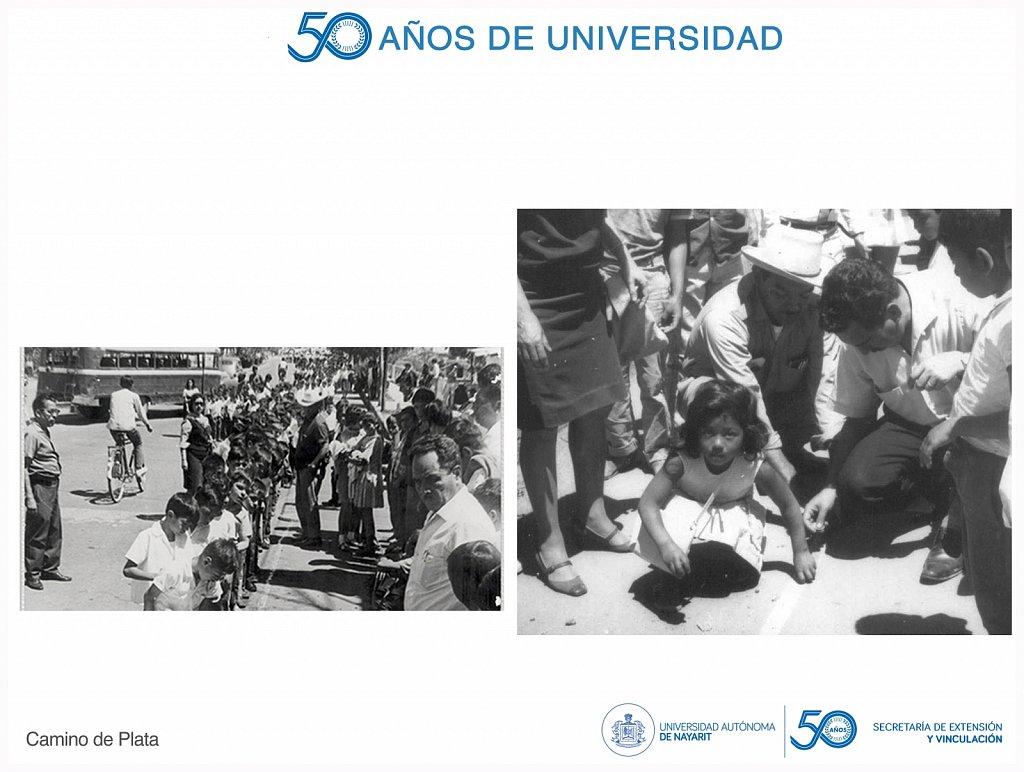 50 AÑOS DE UNIVERSIDAD
Camino de Plata
UNIVERSIDAD AUTÓNOMA
DE NAYARIT
50 AÑOS
SECRETARÍA DE EXTENSIÓN
Y VINCULACIÓN